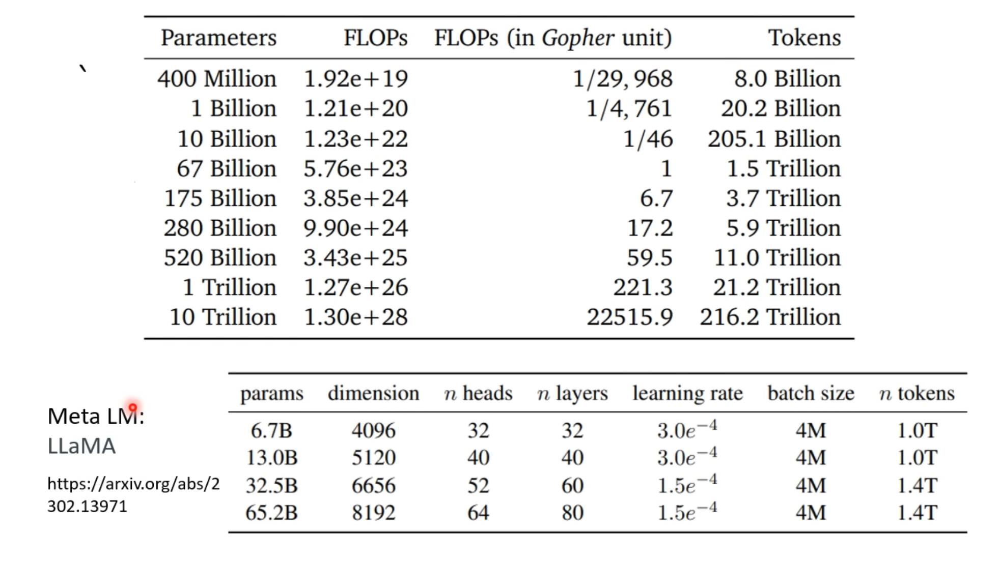 Parameters FLOPs FLOPs (in Gopher unit) Tokens
400 Million 1.92e+19 1/29,968 8.0 Billion
1 Billion 1.21e+20 1/4,761 20.2 Billion
10 Billion 1.23e+22 1/46 205.1 Billion
67 Billion 5.76e+23 1 1.5 Trillion
175 Billion 3.85e+24 6.7 3.7 Trillion
280 Billion 9.90e+24 17.2 5.9 Trillion
520 Billion 3.43e+25 59.5 11.0 Trillion
1 Trillion 1.27e+26 221.3 21.2 Trillion
10 Trillion 1.30e+28 22515.9 216.2 Trillion
Meta LM:
LLaMA
https://arxiv.org/abs/2
302.13971
params dimension n heads n layers learning rate batch size n tokens
6.7B 4096 32 32 3.0e⁻⁴ 4M 1.0T
13.0B 5120 40 40 3.0e⁻⁴ 4M 1.0T
32.5B 6656 52 60 1.5e⁻⁴ 4M 1.4T
65.2B 8192 64 80 1.5e⁻⁴ 4M 1.4T